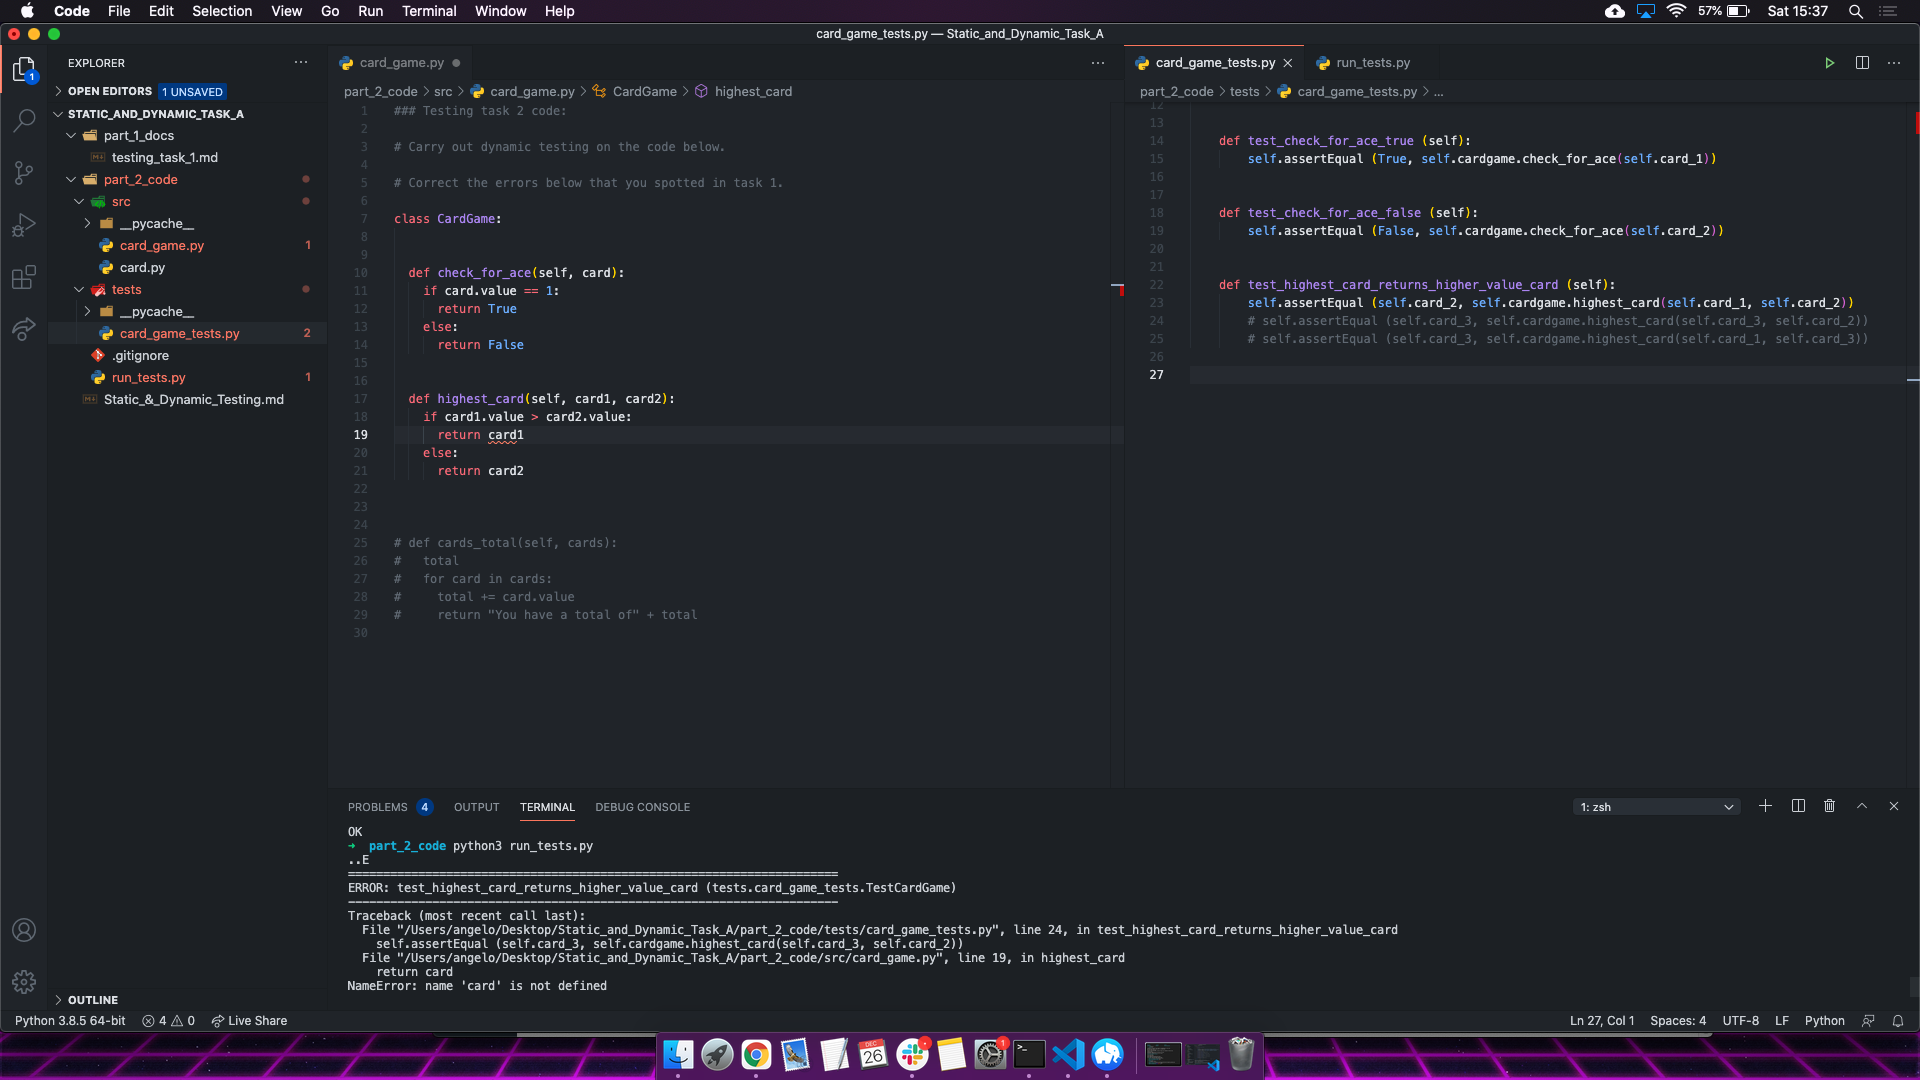 Code File Edit Selection View Go Run Terminal Window Help 57% Sat 15:37
card_game_tests.py — Static_and_Dynamic_Task_A
1
EXPLORER
OPEN EDITORS 1 UNSAVED
STATIC_AND_DYNAMIC_TASK_A
part_1_docs
testing_task_1.md
part_2_code
src
__pycache__
card_game.py 1
card.py
tests
__pycache__
card_game_tests.py 2
.gitignore
run_tests.py 1
Static_&_Dynamic_Testing.md
OUTLINE
card_game.py
part_2_code > src > card_game.py > CardGame > highest_card
1 ### Testing task 2 code:
2
3 # Carry out dynamic testing on the code below.
4
5 # Correct the errors below that you spotted in task 1.
6
7 class CardGame:
8
9
10 def check_for_ace(self, card):
11 if card.value == 1:
12 return True
13 else:
14 return False
15
16
17 def highest_card(self, card1, card2):
18 if card1.value > card2.value:
19 return card1
20 else:
21 return card2
22
23
24
25 # def cards_total(self, cards):
26 # total
27 # for card in cards:
28 # total += card.value
29 # return "You have a total of" + total
30
card_game_tests.py run_tests.py
part_2_code > tests > card_game_tests.py > ...
12
13
14 def test_check_for_ace_true (self):
15 self.assertEqual (True, self.cardgame.check_for_ace(self.card_1))
16
17
18 def test_check_for_ace_false (self):
19 self.assertEqual (False, self.cardgame.check_for_ace(self.card_2))
20
21
22 def test_highest_card_returns_higher_value_card (self):
23 self.assertEqual (self.card_2, self.cardgame.highest_card(self.card_1, self.card_2))
24 # self.assertEqual (self.card_3, self.cardgame.highest_card(self.card_3, self.card_2))
25 # self.assertEqual (self.card_3, self.cardgame.highest_card(self.card_1, self.card_3))
26
27
PROBLEMS 4 OUTPUT TERMINAL DEBUG CONSOLE 1: zsh
OK
→ part_2_code python3 run_tests.py
..E
======================================================================
ERROR: test_highest_card_returns_higher_value_card (tests.card_game_tests.TestCardGame)
----------------------------------------------------------------------
Traceback (most recent call last):
File "/Users/angelo/Desktop/Static_and_Dynamic_Task_A/part_2_code/tests/card_game_tests.py", line 24, in test_highest_card_returns_higher_value_card
self.assertEqual (self.card_3, self.cardgame.highest_card(self.card_3, self.card_2))
File "/Users/angelo/Desktop/Static_and_Dynamic_Task_A/part_2_code/src/card_game.py", line 19, in highest_card
return card
NameError: name 'card' is not defined
Python 3.8.5 64-bit 4 0 Live Share Ln 27, Col 1 Spaces: 4 UTF-8 LF Python
DEC
26
1